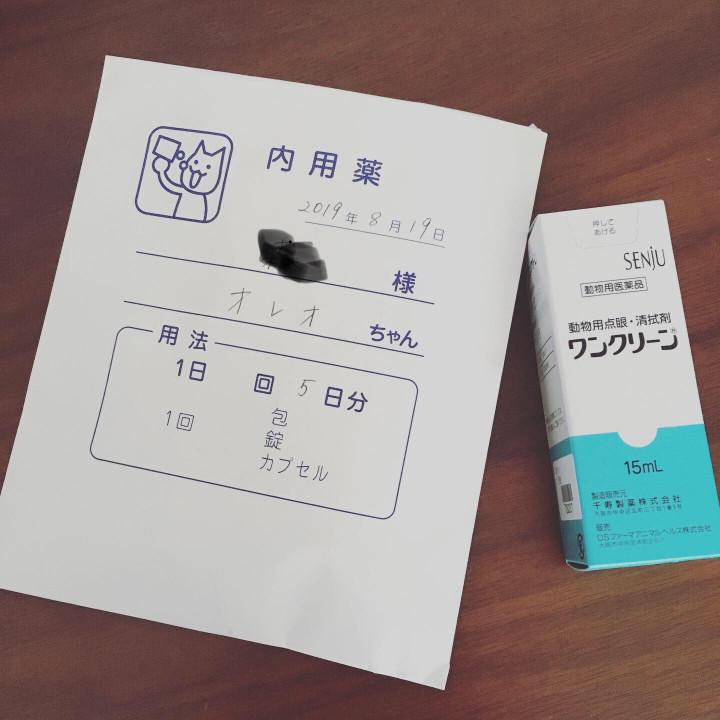 内用薬
2019年8月19日
様
オレオ ちゃん
用法
1日 回 5日分
1回 包
錠
カプセル
押して
あける
SENJU
動物用医薬品
動物用点眼・清拭剤
ワンクリーン®
15mL
製造販売元
千寿製薬株式会社
販売
DSファーマアニマルヘルス株式会社